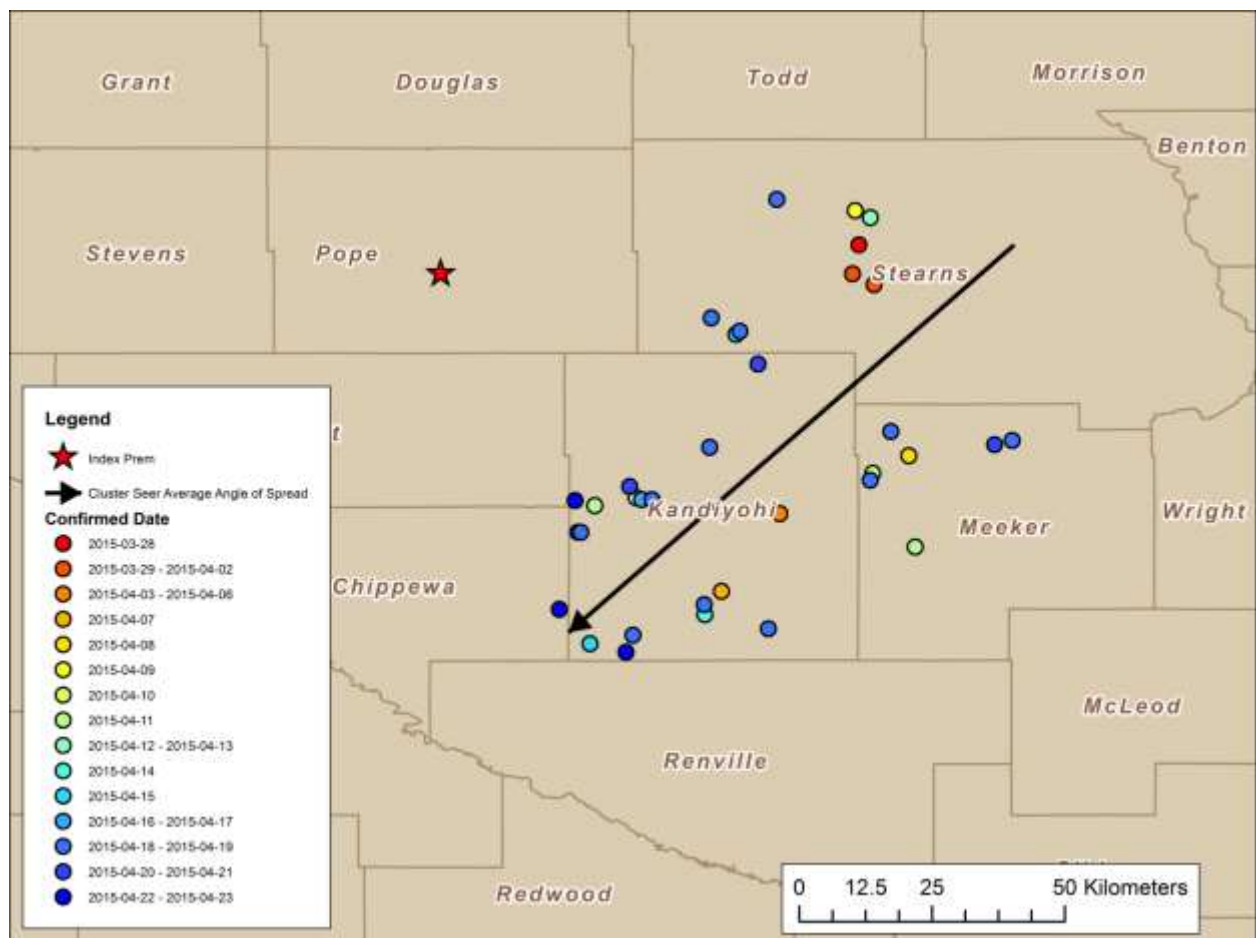 Grant
Douglas
Todd
Morrison
Benton
Stevens
Pope
Stearns
Kandiyohi
Meeker
Wright
Chippewa
McLeod
Renville
Redwood
Legend
Index Prem
Cluster Seer Average Angle of Spread
Confirmed Date
2015-03-28
2015-03-29 - 2015-04-02
2015-04-03 - 2015-04-06
2015-04-07
2015-04-08
2015-04-09
2015-04-10
2015-04-11
2015-04-12 - 2015-04-13
2015-04-14
2015-04-15
2015-04-16 - 2015-04-17
2015-04-18 - 2015-04-19
2015-04-20 - 2015-04-21
2015-04-22 - 2015-04-23
0 12.5 25 50 Kilometers